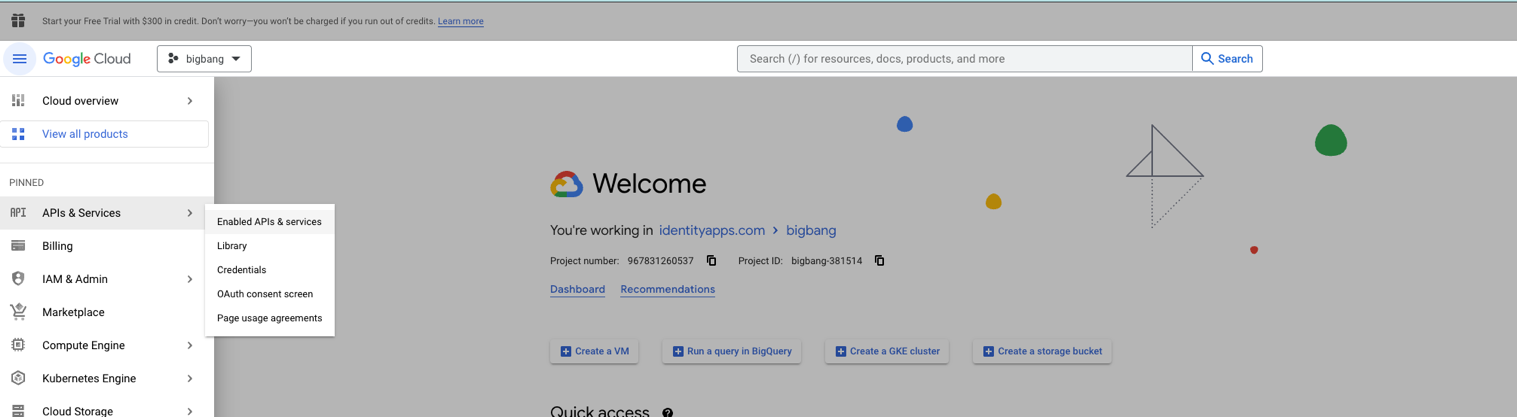 Start your Free Trial with $300 in credit. Don't worry—you won't be charged if you run out of credits. Learn more
Google Cloud
bigbang
Search (/) for resources, docs, products, and more
Search
Cloud overview
View all products
PINNED
API APIs & Services
Billing
IAM & Admin
Marketplace
Compute Engine
Kubernetes Engine
Cloud Storage
Enabled APIs & services
Library
Credentials
OAuth consent screen
Page usage agreements
Welcome
You're working in identityapps.com > bigbang
Project number: 967831260537 Project ID: bigbang-381514
Dashboard Recommendations
Create a VM Run a query in BigQuery Create a GKE cluster Create a storage bucket
Quick access ?